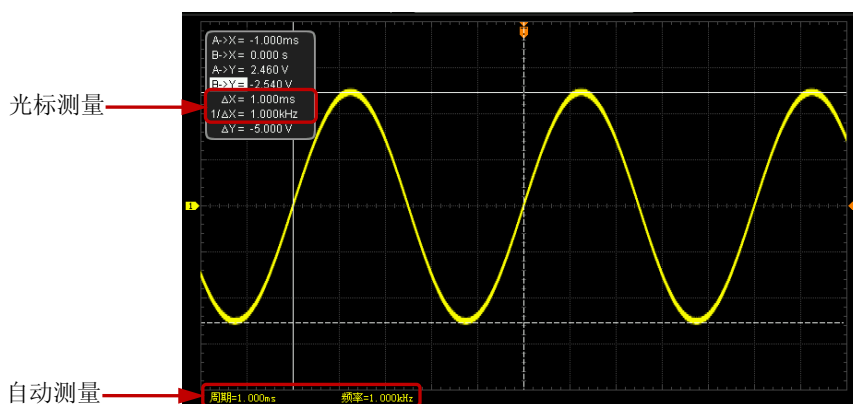 A->X = -1.000ms
B->X = 0.000 s
A->Y = 2.460 V
B->Y = -2.540 V
光标测量
ΔX = 1.000ms
1/ΔX = 1.000kHz
ΔY = -5.000 V
1
自动测量
周期=1.000ms 频率=1.000kHz